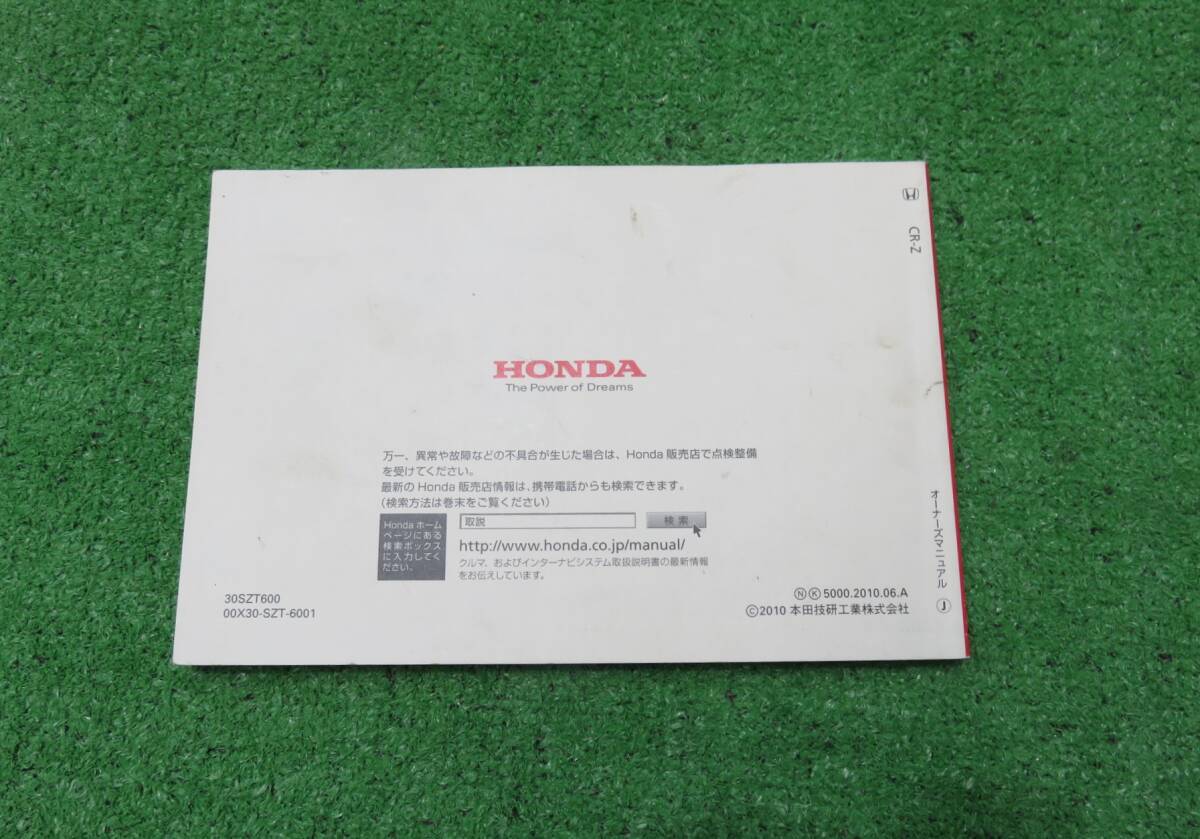 HONDA
The Power of Dreams
万一、異常や故障などの不具合が生じた場合は、Honda 販売店で点検整備
を受けてください。
最新の Honda 販売店情報は、携帯電話からも検索できます。
（検索方法は巻末をご覧ください）
Honda ホーム
ページにある
検索ボックス
に入力してく
ださい。
取説
検 索
http://www.honda.co.jp/manual/
クルマ、およびインターナビシステム取扱説明書の最新情報
をお伝えしています。
30SZT600
00X30-SZT-6001
Ⓝ Ⓚ 5000.2010.06.A
©2010 本田技研工業株式会社
CR-Z
オーナーズマニュアル Ⓙ